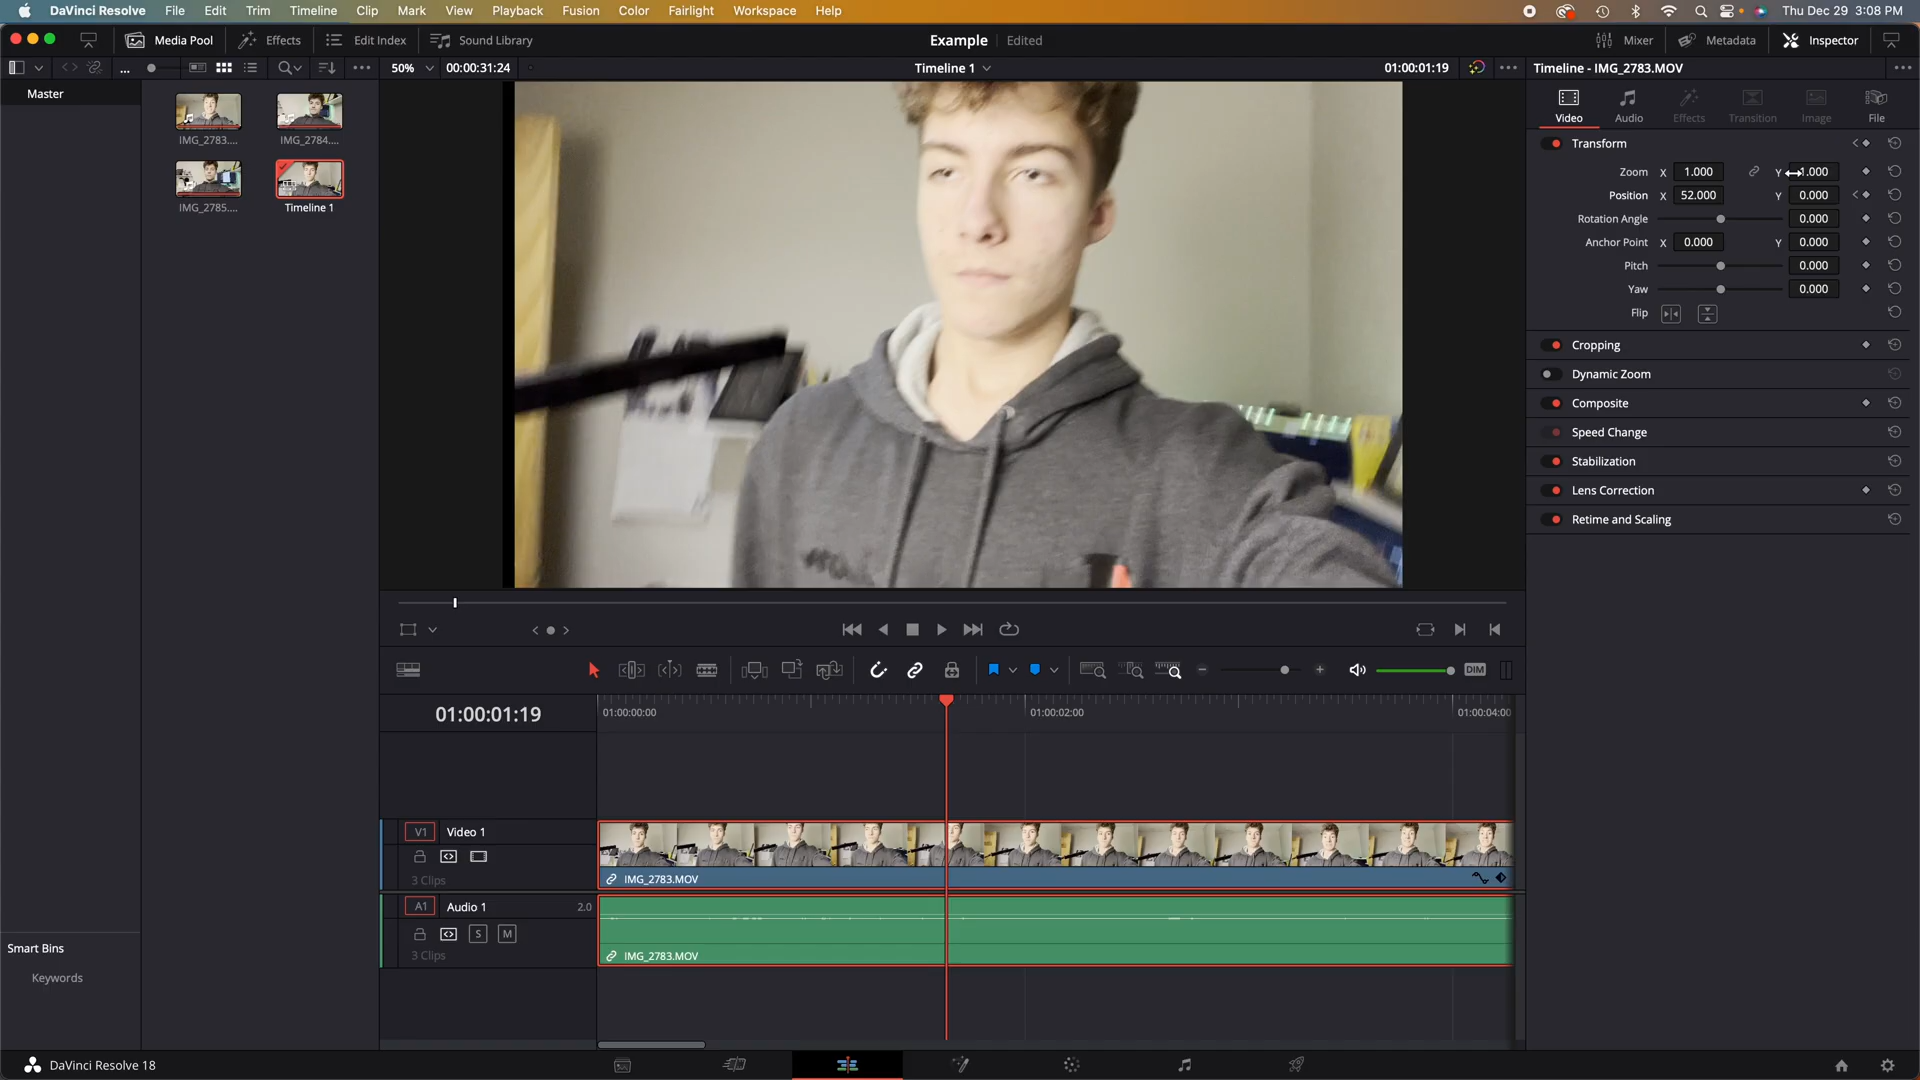 DaVinci Resolve File Edit Trim Timeline Clip Mark View Playback Fusion Color Fairlight Workspace Help Thu Dec 29 3:08 PM
Media Pool Effects Edit Index Sound Library Example Edited Mixer Metadata Inspector
50% 00:00:31:24 Timeline 1 01:00:01:19 Timeline - IMG_2783.MOV
Master
IMG_2783.... IMG_2784....
IMG_2785.... Timeline 1
Video Audio Effects Transition Image File
Transform
Zoom X 1.000 Y 1.000
Position X 52.000 Y 0.000
Rotation Angle 0.000
Anchor Point X 0.000 Y 0.000
Pitch 0.000
Yaw 0.000
Flip
Cropping
Dynamic Zoom
Composite
Speed Change
Stabilization
Lens Correction
Retime and Scaling
DIM
01:00:01:19 01:00:00:00 01:00:02:00 01:00:04:00
V1 Video 1
3 Clips IMG_2783.MOV
A1 Audio 1 2.0
S M
3 Clips IMG_2783.MOV
Smart Bins
Keywords
DaVinci Resolve 18